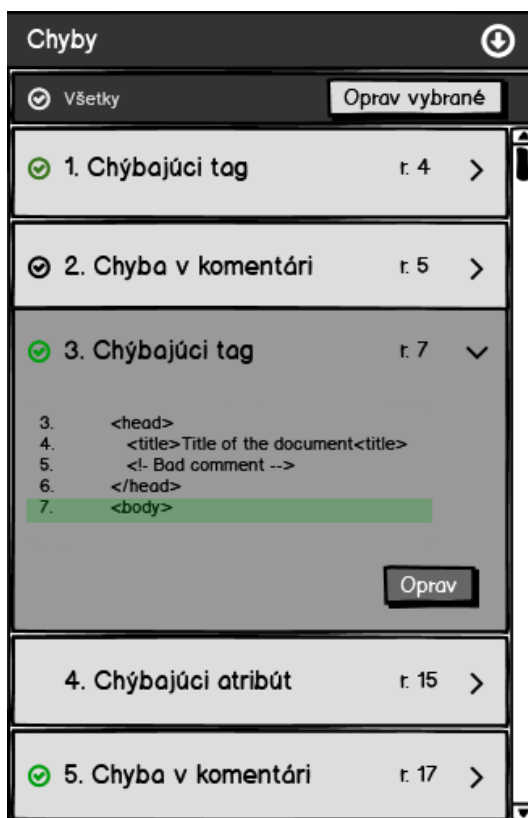 Chyby
Všetky Oprav vybrané
1. Chýbajúci tag r. 4
2. Chyba v komentári r. 5
3. Chýbajúci tag r. 7
3. <head>
4. <title>Title of the document<title>
5. <!- Bad comment -->
6. </head>
7. <body>
Oprav
4. Chýbajúci atribút r. 15
5. Chyba v komentári r. 17